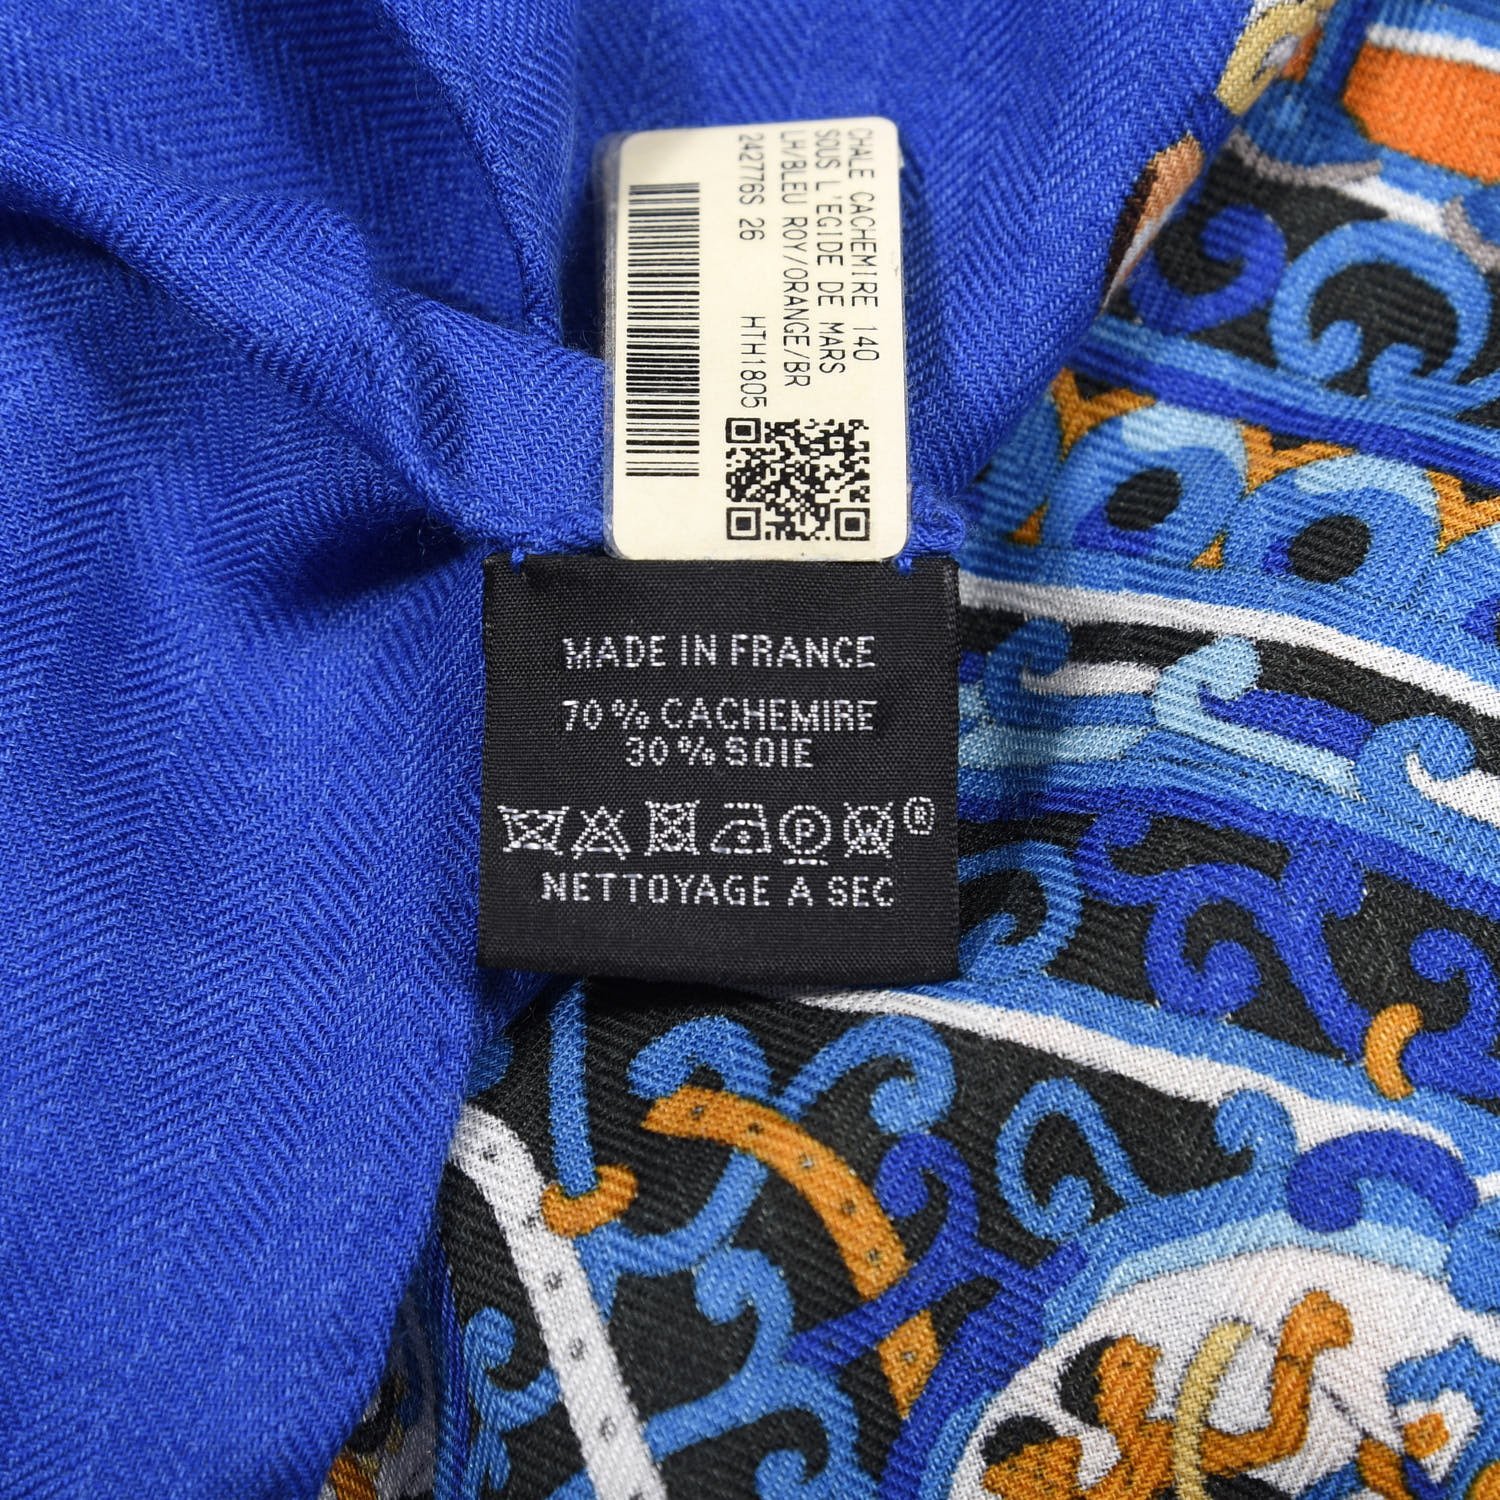 CHALE CACHEMIRE 140
SOUS L'EGIDE DE MARS
LH/BLEU ROY/ORANGE/BR
242776S 26 HTH1805
MADE IN FRANCE
70% CACHEMIRE
30% SOIE
P W ®
NETTOYAGE A SEC